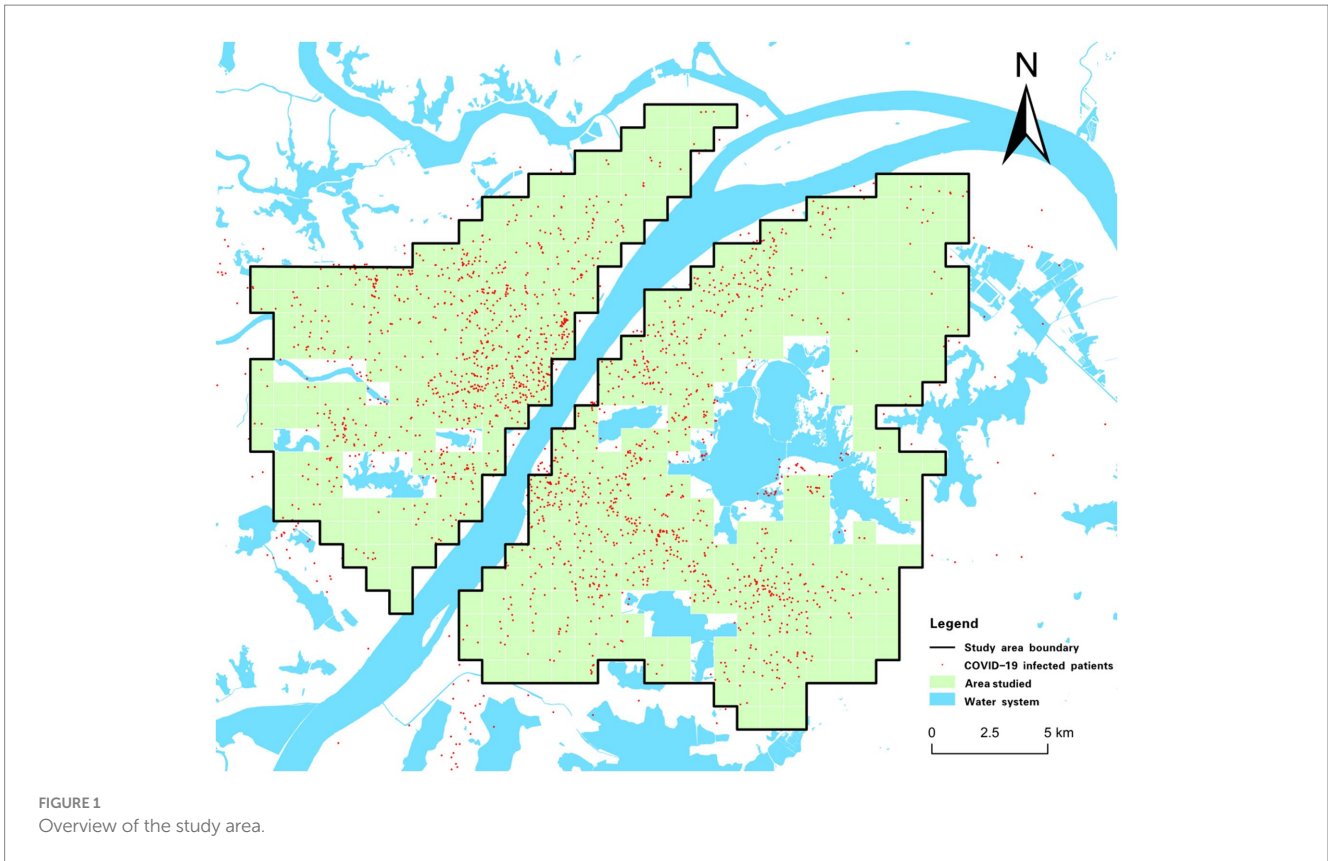 N
Legend
Study area boundary
COVID-19 infected patients
Area studied
Water system
0 2.5 5 km
FIGURE 1
Overview of the study area.